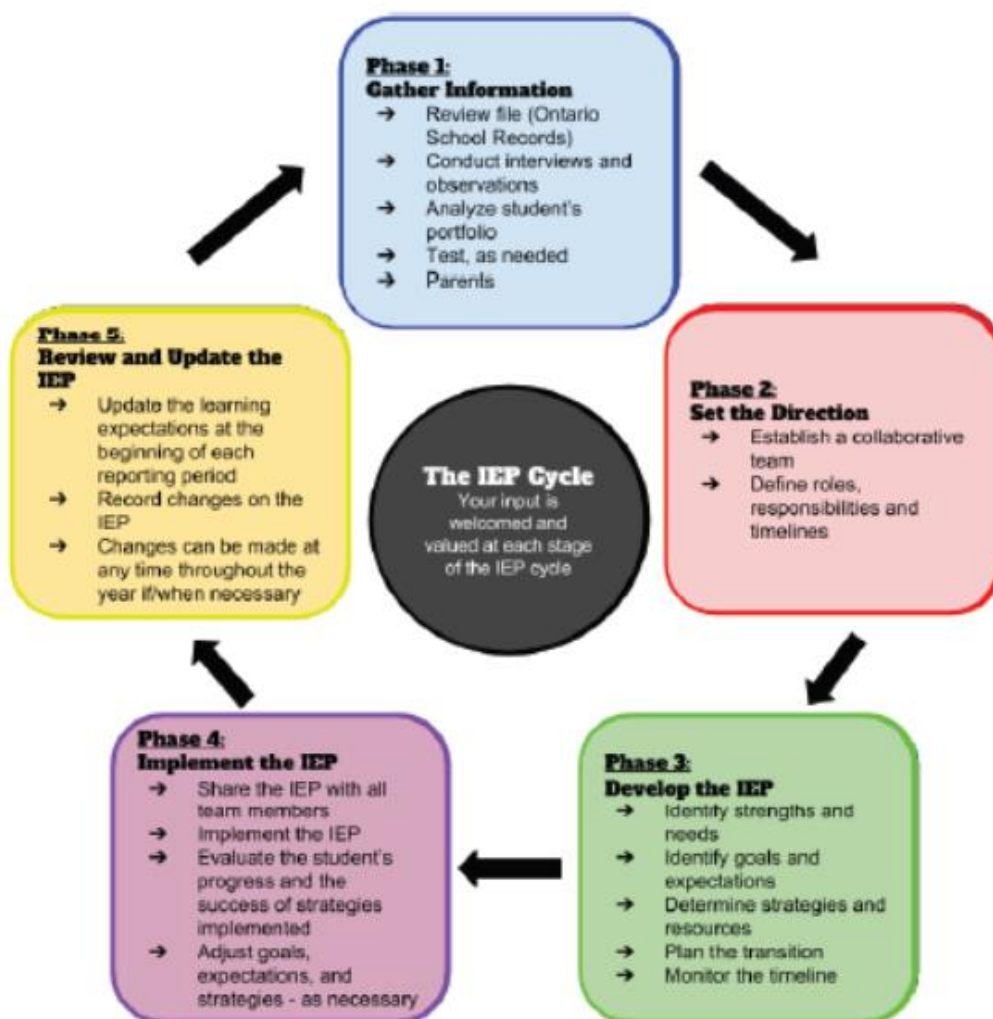 Phase 1:
Gather Information
➔ Review file (Ontario
School Records)
➔ Conduct interviews and
observations
➔ Analyze student's
portfolio
➔ Test, as needed
➔ Parents
Phase 2:
Set the Direction
➔ Establish a collaborative
team
➔ Define roles,
responsibilities and
timelines
Phase 3:
Develop the IEP
➔ Identify strengths and
needs
➔ Identify goals and
expectations
➔ Determine strategies and
resources
➔ Plan the transition
➔ Monitor the timeline
Phase 4:
Implement the IEP
➔ Share the IEP with all
team members
➔ Implement the IEP
➔ Evaluate the student's
progress and the
success of strategies
implemented
➔ Adjust goals,
expectations, and
strategies - as necessary
Phase 5:
Review and Update the
IEP
➔ Update the learning
expectations at the
beginning of each
reporting period
➔ Record changes on the
IEP
➔ Changes can be made at
any time throughout the
year if/when necessary
The IEP Cycle
Your input is
welcomed and
valued at each stage
of the IEP cycle